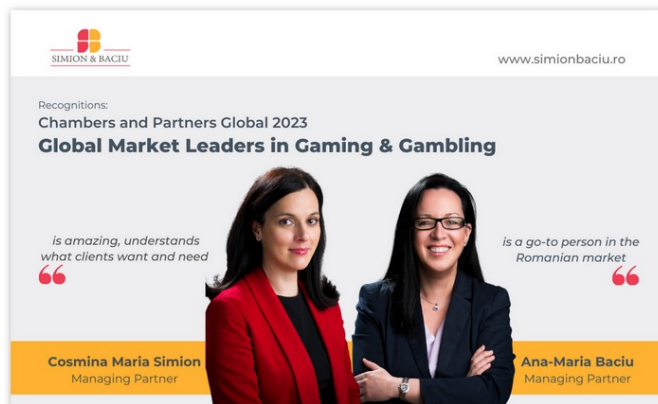 SIMION & BACIU
www.simionbaciu.ro
Recognitions:
Chambers and Partners Global 2023
Global Market Leaders in Gaming & Gambling
is amazing, understands
what clients want and need
“
is a go-to person in the
Romanian market
“
Cosmina Maria Simion
Managing Partner
Ana-Maria Baciu
Managing Partner